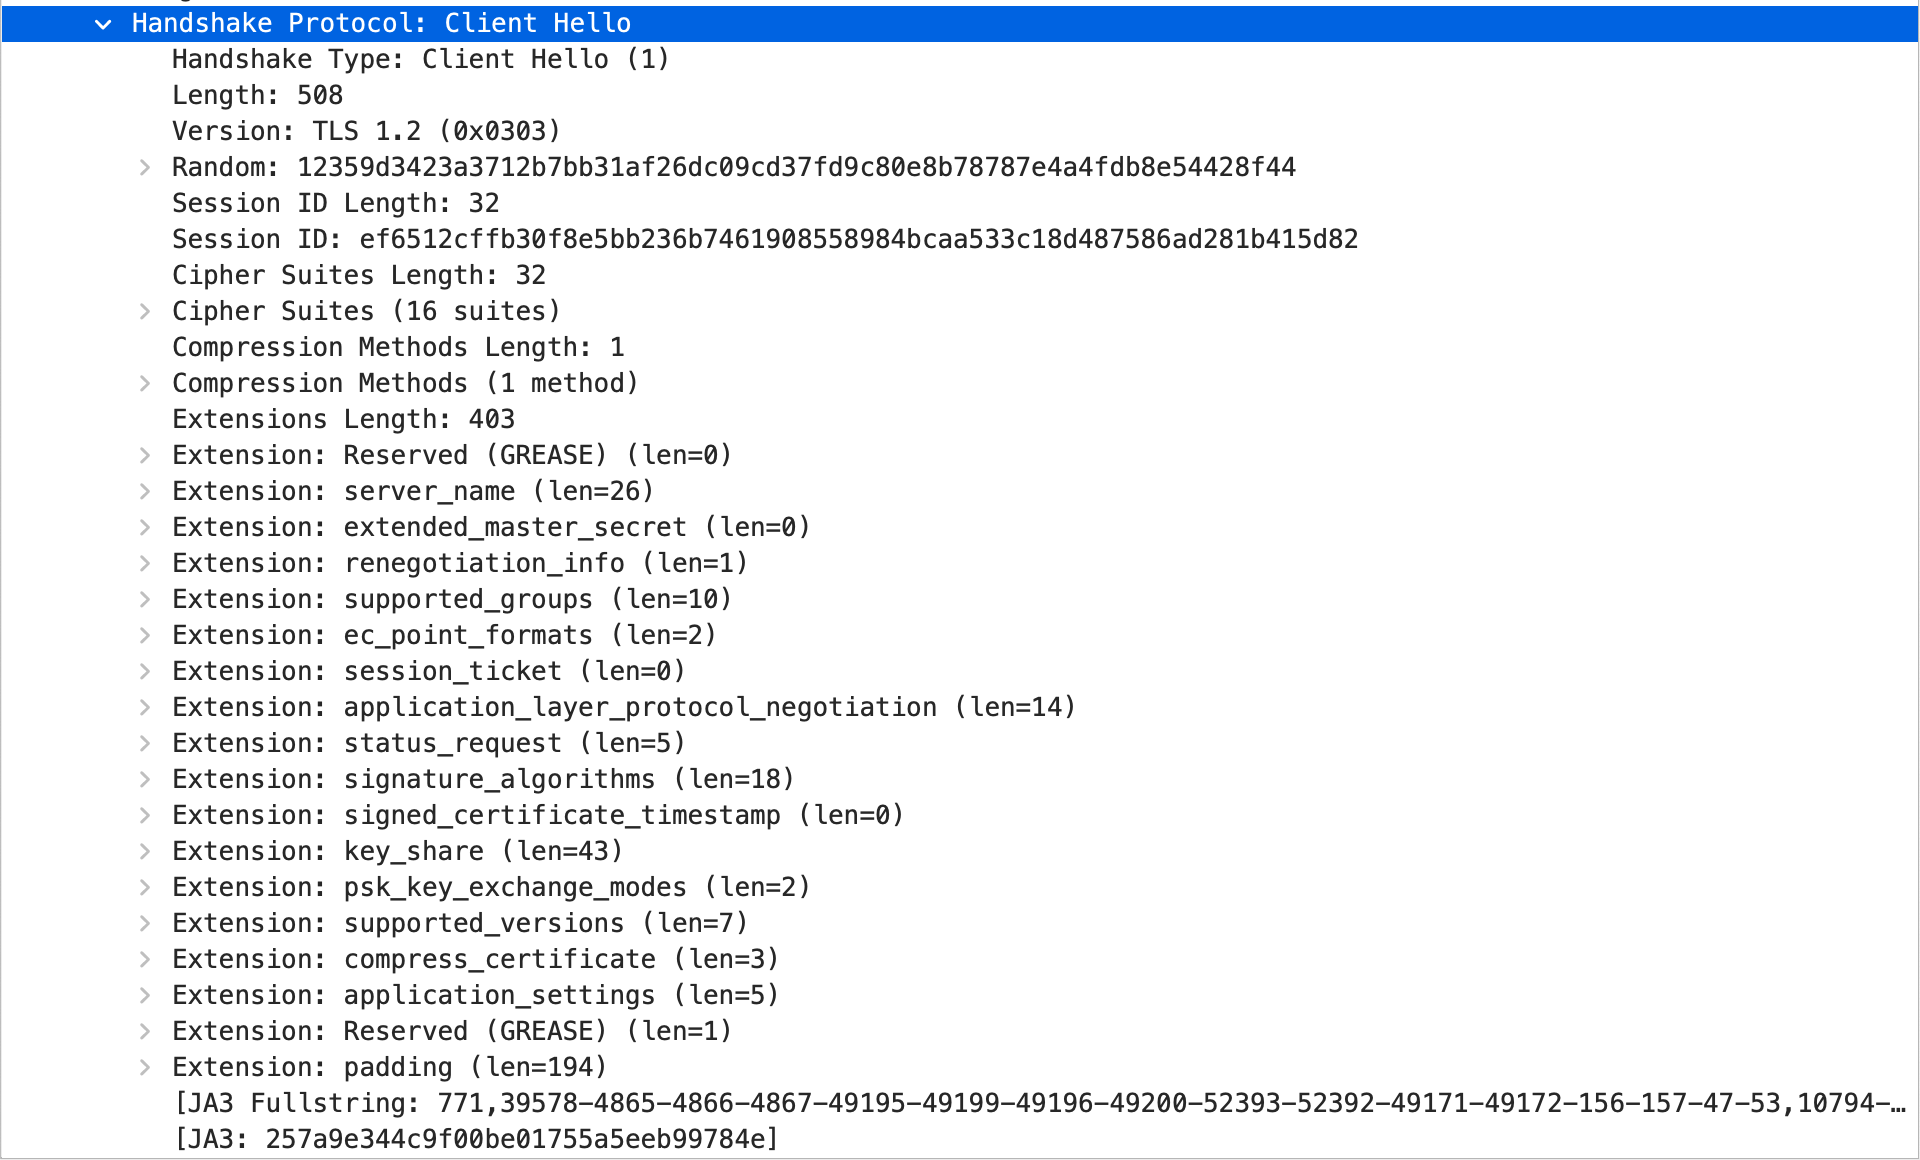 Handshake Protocol: Client Hello
Handshake Type: Client Hello (1)
Length: 508
Version: TLS 1.2 (0x0303)
Random: 12359d3423a3712b7bb31af26dc09cd37fd9c80e8b78787e4a4fdb8e54428f44
Session ID Length: 32
Session ID: ef6512cffb30f8e5bb236b7461908558984bcaa533c18d487586ad281b415d82
Cipher Suites Length: 32
Cipher Suites (16 suites)
Compression Methods Length: 1
Compression Methods (1 method)
Extensions Length: 403
Extension: Reserved (GREASE) (len=0)
Extension: server_name (len=26)
Extension: extended_master_secret (len=0)
Extension: renegotiation_info (len=1)
Extension: supported_groups (len=10)
Extension: ec_point_formats (len=2)
Extension: session_ticket (len=0)
Extension: application_layer_protocol_negotiation (len=14)
Extension: status_request (len=5)
Extension: signature_algorithms (len=18)
Extension: signed_certificate_timestamp (len=0)
Extension: key_share (len=43)
Extension: psk_key_exchange_modes (len=2)
Extension: supported_versions (len=7)
Extension: compress_certificate (len=3)
Extension: application_settings (len=5)
Extension: Reserved (GREASE) (len=1)
Extension: padding (len=194)
[JA3 Fullstring: 771,39578-4865-4866-4867-49195-49199-49196-49200-52393-52392-49171-49172-156-157-47-53,10794-…
[JA3: 257a9e344c9f00be01755a5eeb99784e]